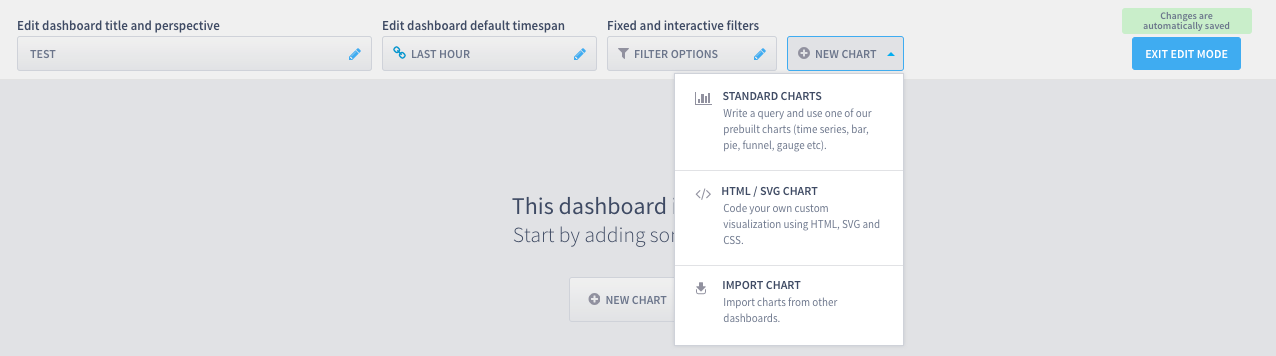 Edit dashboard title and perspective
Edit dashboard default timespan
Fixed and interactive filters
Changes are
automatically saved
TEST
LAST HOUR
FILTER OPTIONS
NEW CHART
EXIT EDIT MODE
STANDARD CHARTS
Write a query and use one of our
prebuilt charts (time series, bar,
pie, funnel, gauge etc).
HTML / SVG CHART
Code your own custom
visualization using HTML, SVG and
CSS.
IMPORT CHART
Import charts from other
dashboards.
This dashboard
Start by adding
NEW CHART